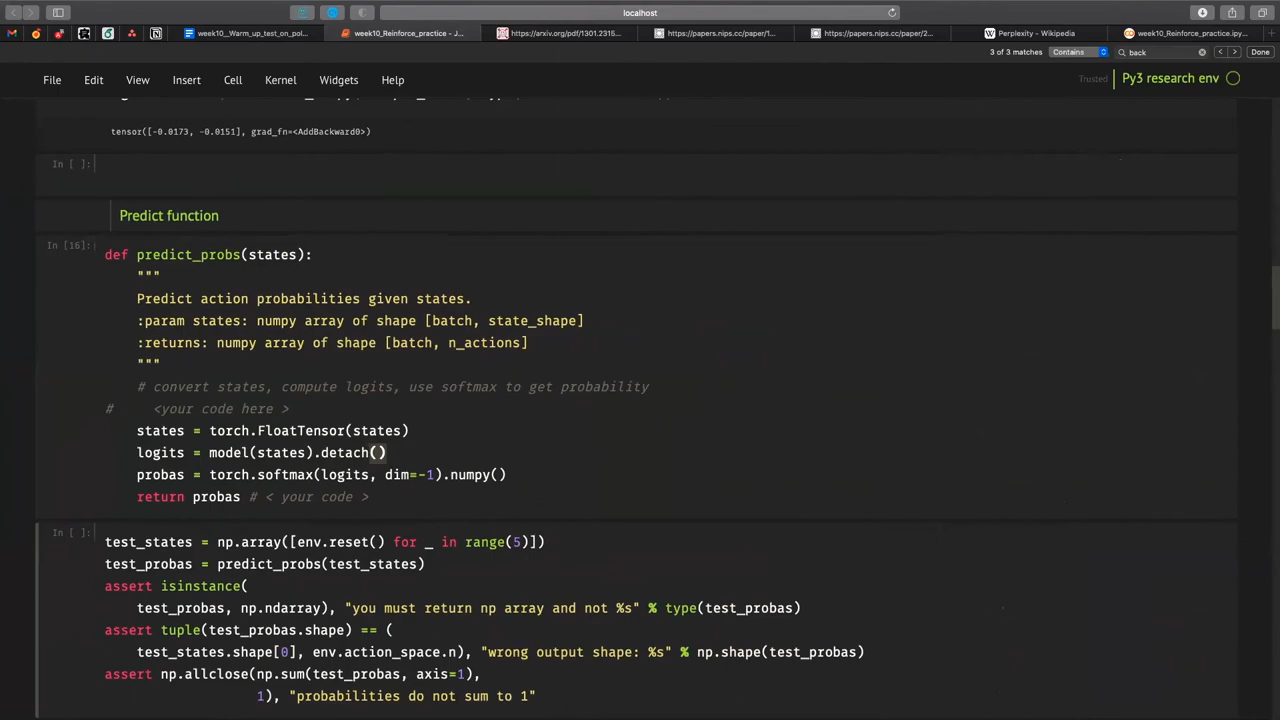 localhost
week10__Warm_up_test_on_pol...
week10_Reinforce_practice - J...
https://arxiv.org/pdf/1301.2315...
https://papers.nips.cc/paper/1...
https://papers.nips.cc/paper/2...
Perplexity - Wikipedia
week10_Reinforce_practice.ipy...
3 of 3 matches
Contains
back
Done
File
Edit
View
Insert
Cell
Kernel
Widgets
Help
Trusted
Py3 research env
tensor([-0.0173, -0.0151], grad_fn=<AddBackward0>)
In [ ]:
Predict function
In [16]:
def predict_probs(states):
"""
Predict action probabilities given states.
:param states: numpy array of shape [batch, state_shape]
:returns: numpy array of shape [batch, n_actions]
"""
# convert states, compute logits, use softmax to get probability
# <your code here >
states = torch.FloatTensor(states)
logits = model(states).detach()
probas = torch.softmax(logits, dim=-1).numpy()
return probas # < your code >
In [ ]:
test_states = np.array([env.reset() for _ in range(5)])
test_probas = predict_probs(test_states)
assert isinstance(
test_probas, np.ndarray), "you must return np array and not %s" % type(test_probas)
assert tuple(test_probas.shape) == (
test_states.shape[0], env.action_space.n), "wrong output shape: %s" % np.shape(test_probas)
assert np.allclose(np.sum(test_probas, axis=1),
1), "probabilities do not sum to 1"